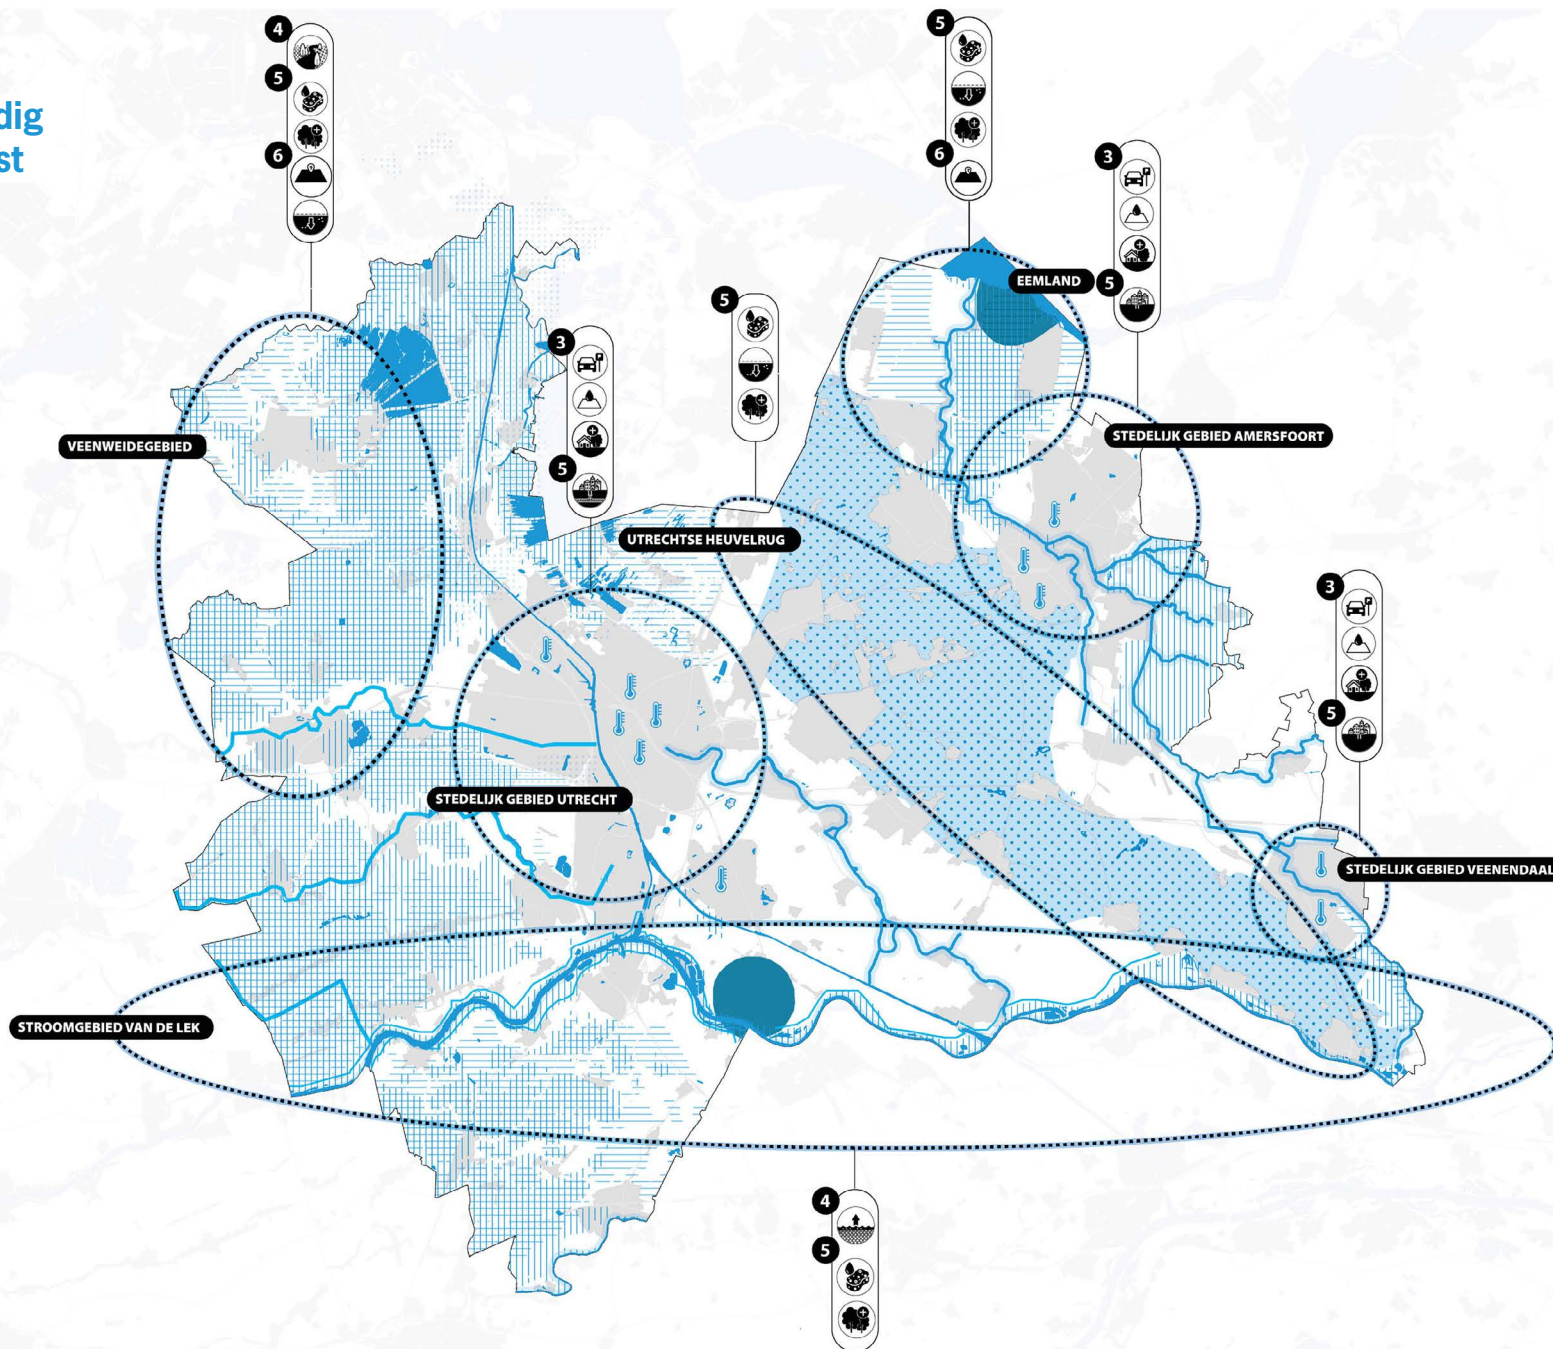 dig
st
4
5
6
5
6
3
5
EEMLAND
5
3
5
VEENWEIDEGEBIED
STEDELIJK GEBIED AMERSFOORT
UTRECHTSE HEUVELRUG
3
5
STEDELIJK GEBIED UTRECHT
STEDELIJK GEBIED VEENENDAAL
STROOMGEBIED VAN DE LEK
4
5